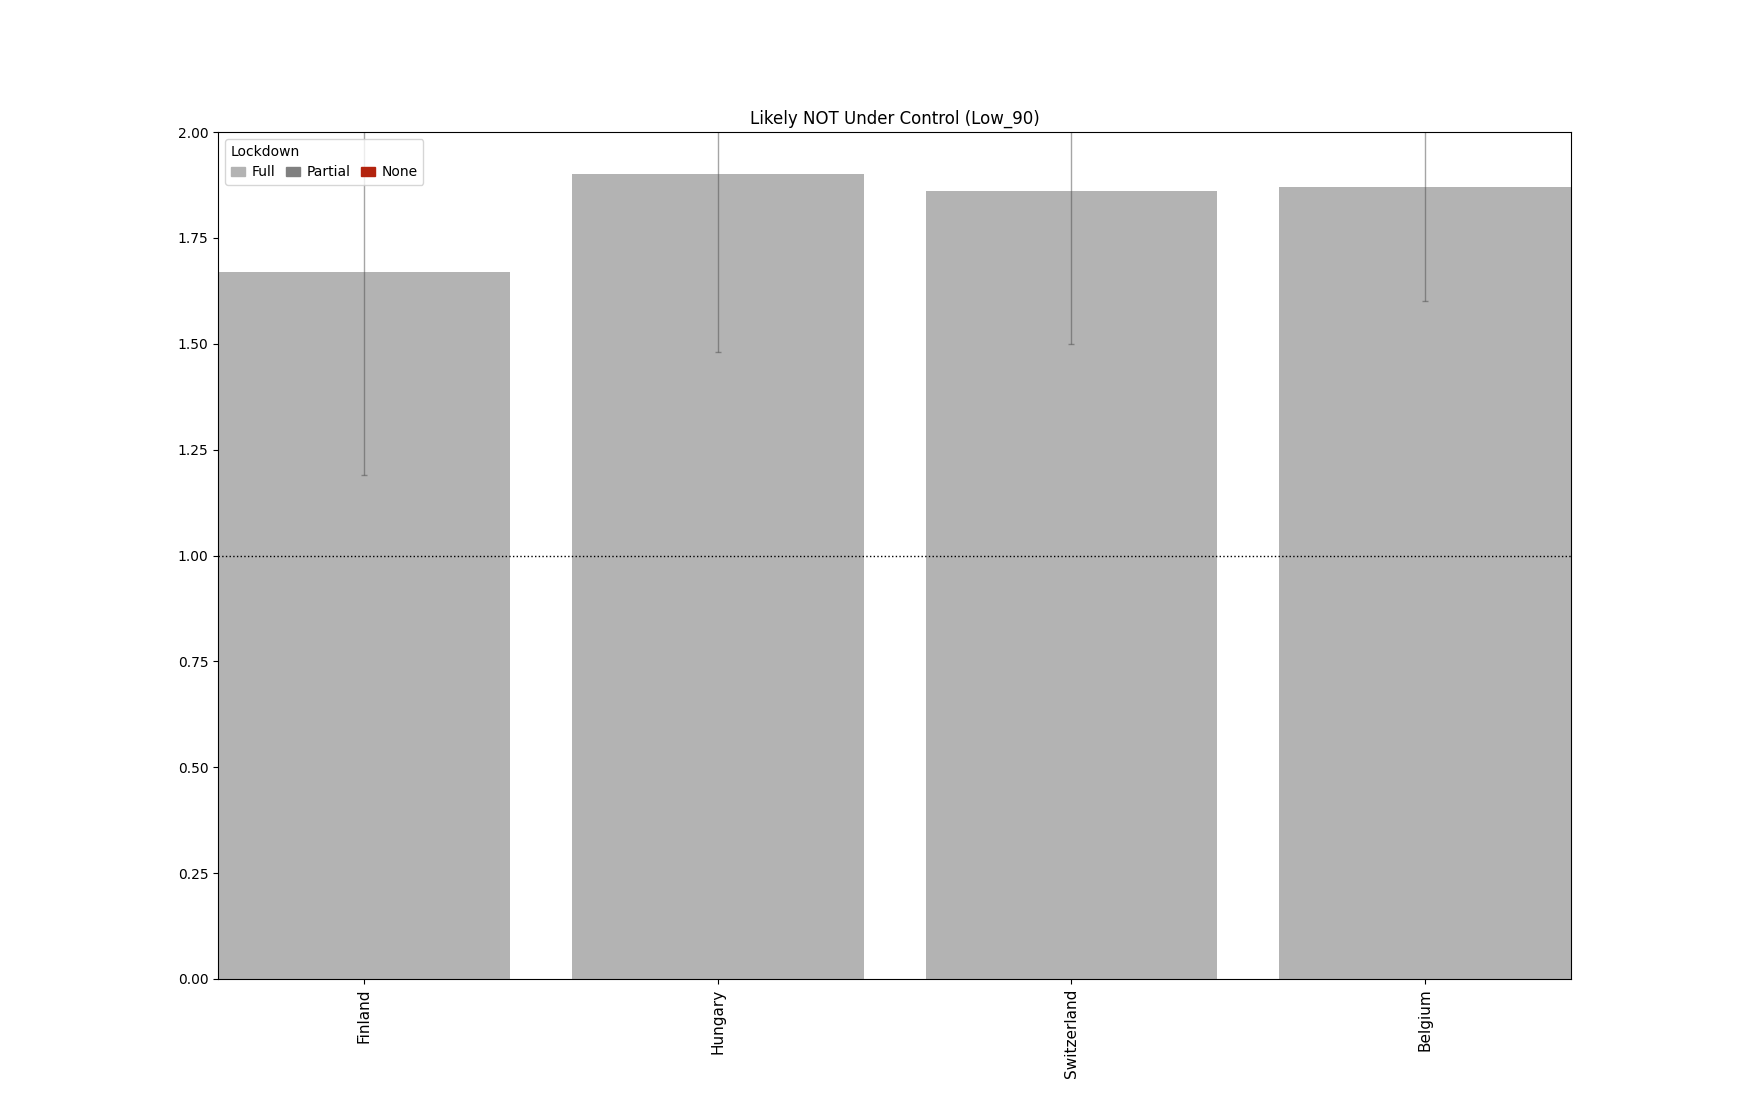 Likely NOT Under Control (Low_90)
Lockdown
Full Partial None
2.00
1.75
1.50
1.25
1.00
0.75
0.50
0.25
0.00
Finland
Hungary
Switzerland
Belgium